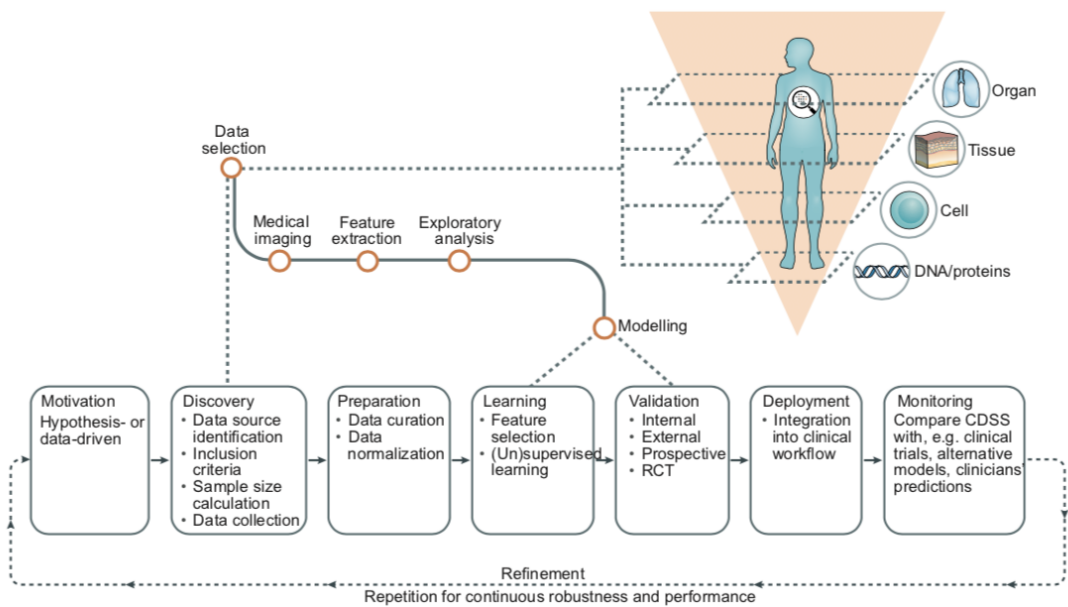 Organ
Tissue
Cell
DNA/proteins
Data
selection
Medical
imaging
Feature
extraction
Exploratory
analysis
Modelling
Motivation
Hypothesis- or
data-driven
Discovery
• Data source
identification
• Inclusion
criteria
• Sample size
calculation
• Data collection
Preparation
• Data curation
• Data
normalization
Learning
• Feature
selection
• (Un)supervised
learning
Validation
• Internal
• External
• Prospective
• RCT
Deployment
• Integration
into clinical
workflow
Monitoring
Compare CDSS
with, e.g. clinical
trials, alternative
models, clinicians’
predictions
Refinement
Repetition for continuous robustness and performance